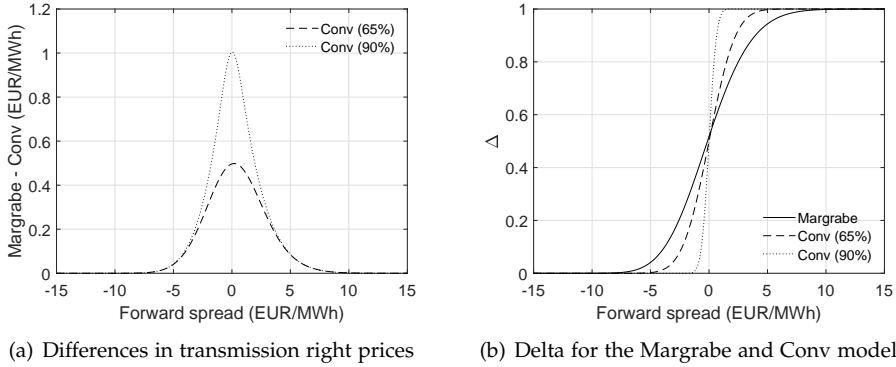 1.2
1
0.8
0.6
0.4
0.2
0
Margrabe - Conv (EUR/MWh)
Conv (65%)
Conv (90%)
-15 -10 -5 0 5 10 15
Forward spread (EUR/MWh)
(a) Differences in transmission right prices
1
0.8
0.6
0.4
0.2
0
Δ
Margrabe
Conv (65%)
Conv (90%)
-15 -10 -5 0 5 10 15
Forward spread (EUR/MWh)
(b) Delta for the Margrabe and Conv model